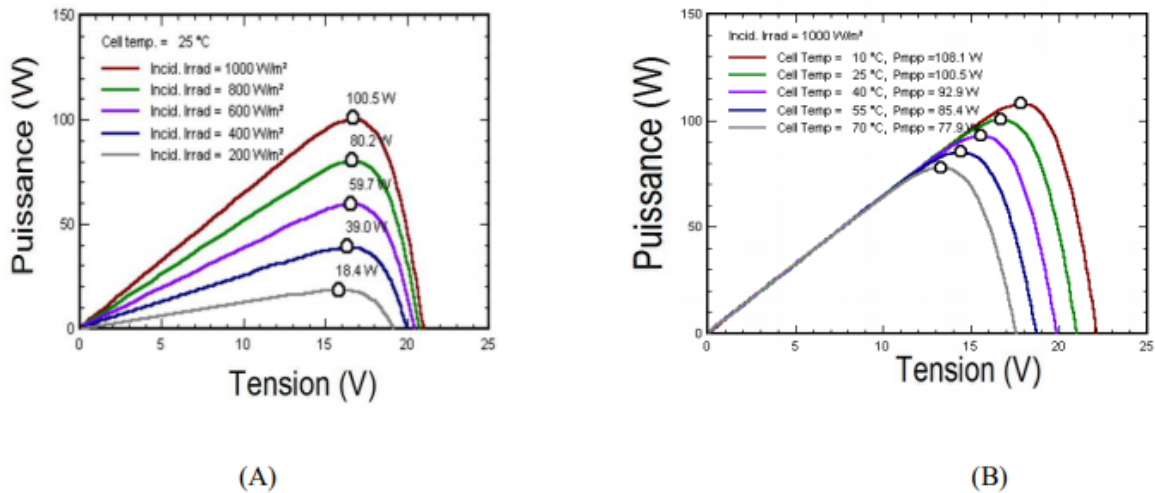 150
Cell temp. = 25 °C
Incid. Irrad = 1000 W/m²
Incid. Irrad = 800 W/m²
Incid. Irrad = 600 W/m²
Incid. Irrad = 400 W/m²
Incid. Irrad = 200 W/m²
100.5 W
80.2 W
59.7 W
39.0 W
18.4 W
100
50
0
Puissance (W)
0 5 10 15 20 25
Tension (V)
(A)
150
Incid. Irrad = 1000 W/m²
Cell Temp = 10 °C, Pmpp =108.1 W
Cell Temp = 25 °C, Pmpp =100.5 W
Cell Temp = 40 °C, Pmpp =92.9 W
Cell Temp = 55 °C, Pmpp =85.4 W
Cell Temp = 70 °C, Pmpp =77.9 W
100
50
0
Puissance (W)
0 5 10 15 20 25
Tension (V)
(B)